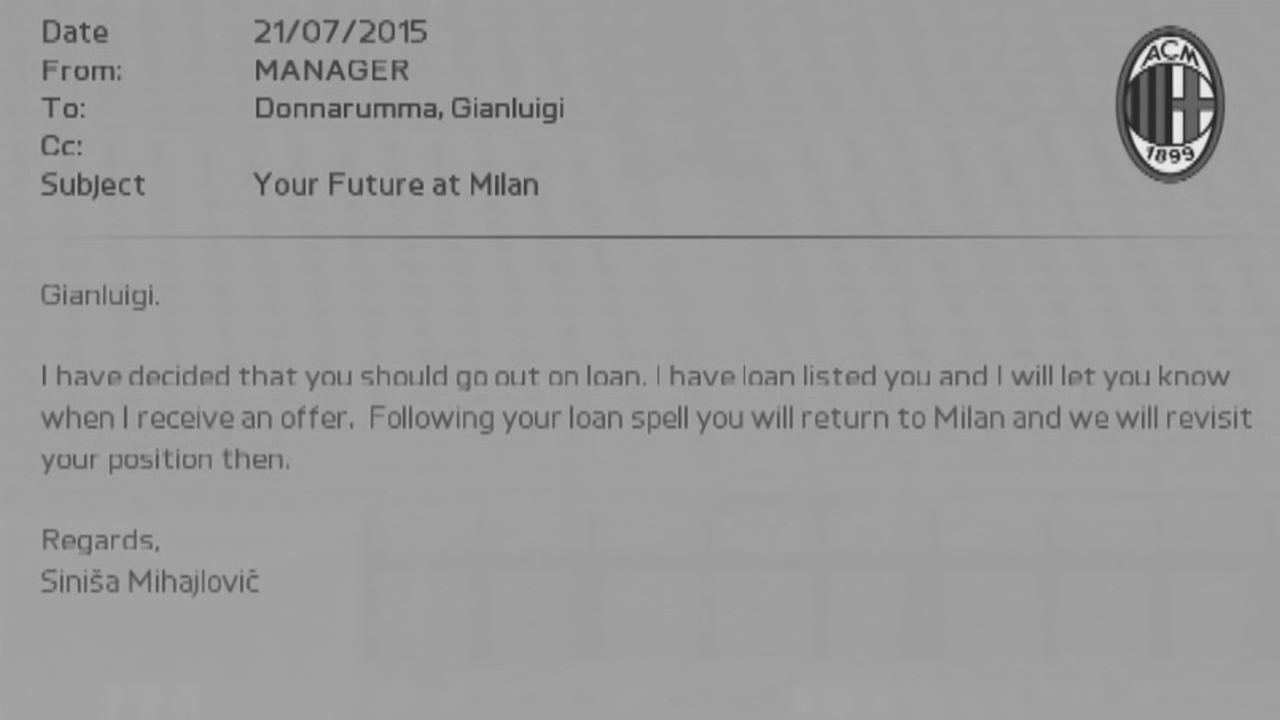 Date 21/07/2015
From: MANAGER
To: Donnarumma, Gianluigi
Cc:
Subject Your Future at Milan
ACM
1899
Gianluigi.
I have decided that you should go out on loan. I have loan listed you and I will let you know
when I receive an offer. Following your loan spell you will return to Milan and we will revisit
your position then.
Regards,
Siniša Mihajlović